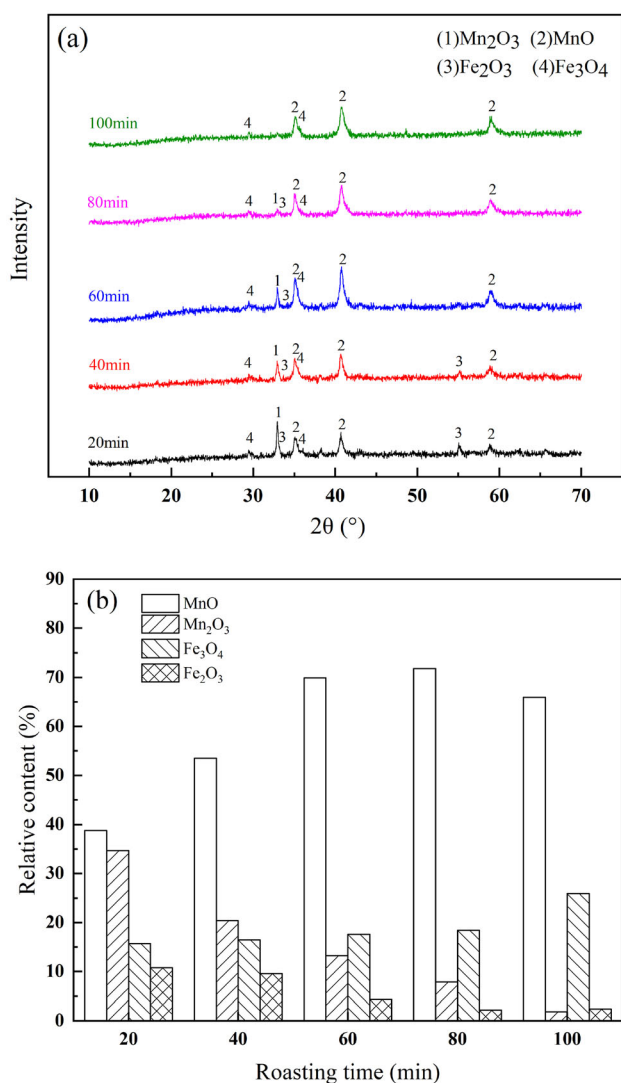 (a)
(1)Mn₂O₃ (2)MnO
(3)Fe₂O₃ (4)Fe₃O₄
100min
4 2 4 2 2
80min
4 1 3 2 4 2 2
60min
4 1 3 2 4 2 2
40min
4 1 3 2 4 2 3 2
20min
4 1 3 2 4 2 3 2
Intensity
10 20 30 40 50 60 70
2θ (°)
(b)
MnO
Mn₂O₃
Fe₃O₄
Fe₂O₃
90
80
70
60
50
40
30
20
10
0
Relative content (%)
20 40 60 80 100
Roasting time (min)